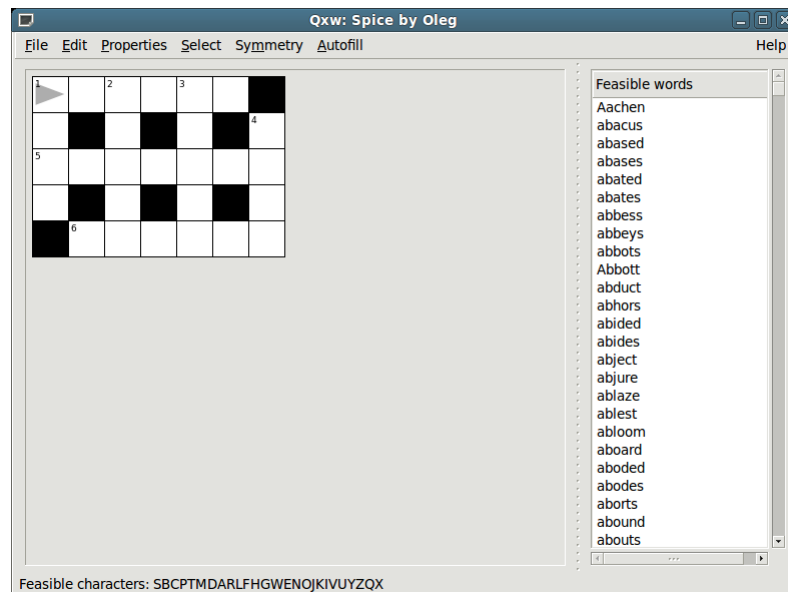 Qxw: Spice by Oleg
File Edit Properties Select Symmetry Autofill Help
1 2 3
4
5
6
Feasible words
Aachen
abacus
abased
abases
abated
abates
abbess
abbeys
abbots
Abbott
abduct
abhors
abided
abides
abject
abjure
ablaze
ablest
abloom
aboard
aboded
abodes
aborts
abound
abouts
Feasible characters: SBCPTMDARLFHGWENOJKIVUYZQX